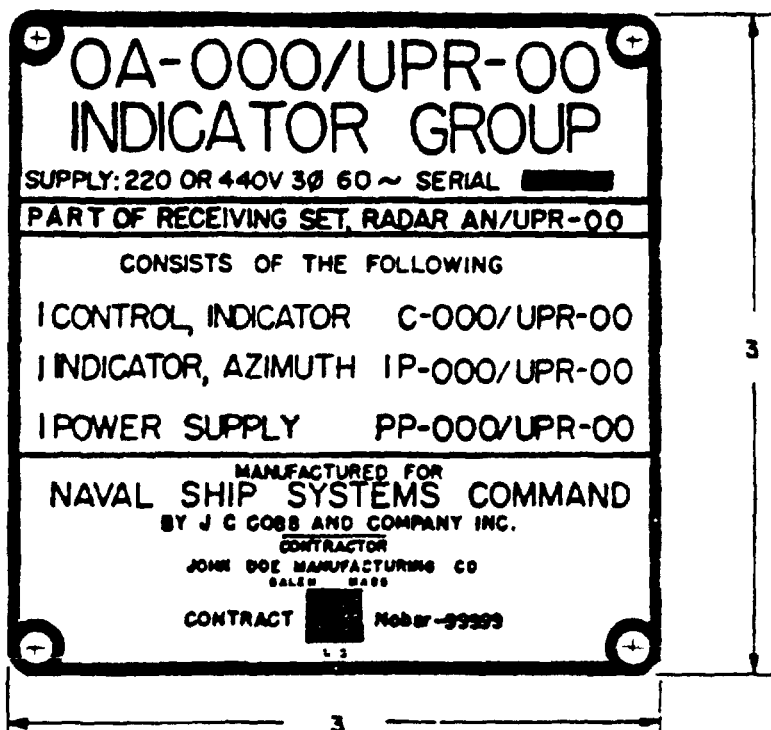 OA-000/UPR-00
INDICATOR GROUP
SUPPLY: 220 OR 440V 3Ø 60 ~ SERIAL
PART OF RECEIVING SET, RADAR AN/UPR-00
CONSISTS OF THE FOLLOWING
1 CONTROL, INDICATOR C-000/UPR-00
1 INDICATOR, AZIMUTH IP-000/UPR-00
1 POWER SUPPLY PP-000/UPR-00
MANUFACTURED FOR
NAVAL SHIP SYSTEMS COMMAND
BY J C COBB AND COMPANY INC.
CONTRACTOR
JOHN DOE MANUFACTURING CO
SALEM MASS
CONTRACT Nobsr-99999
3
3